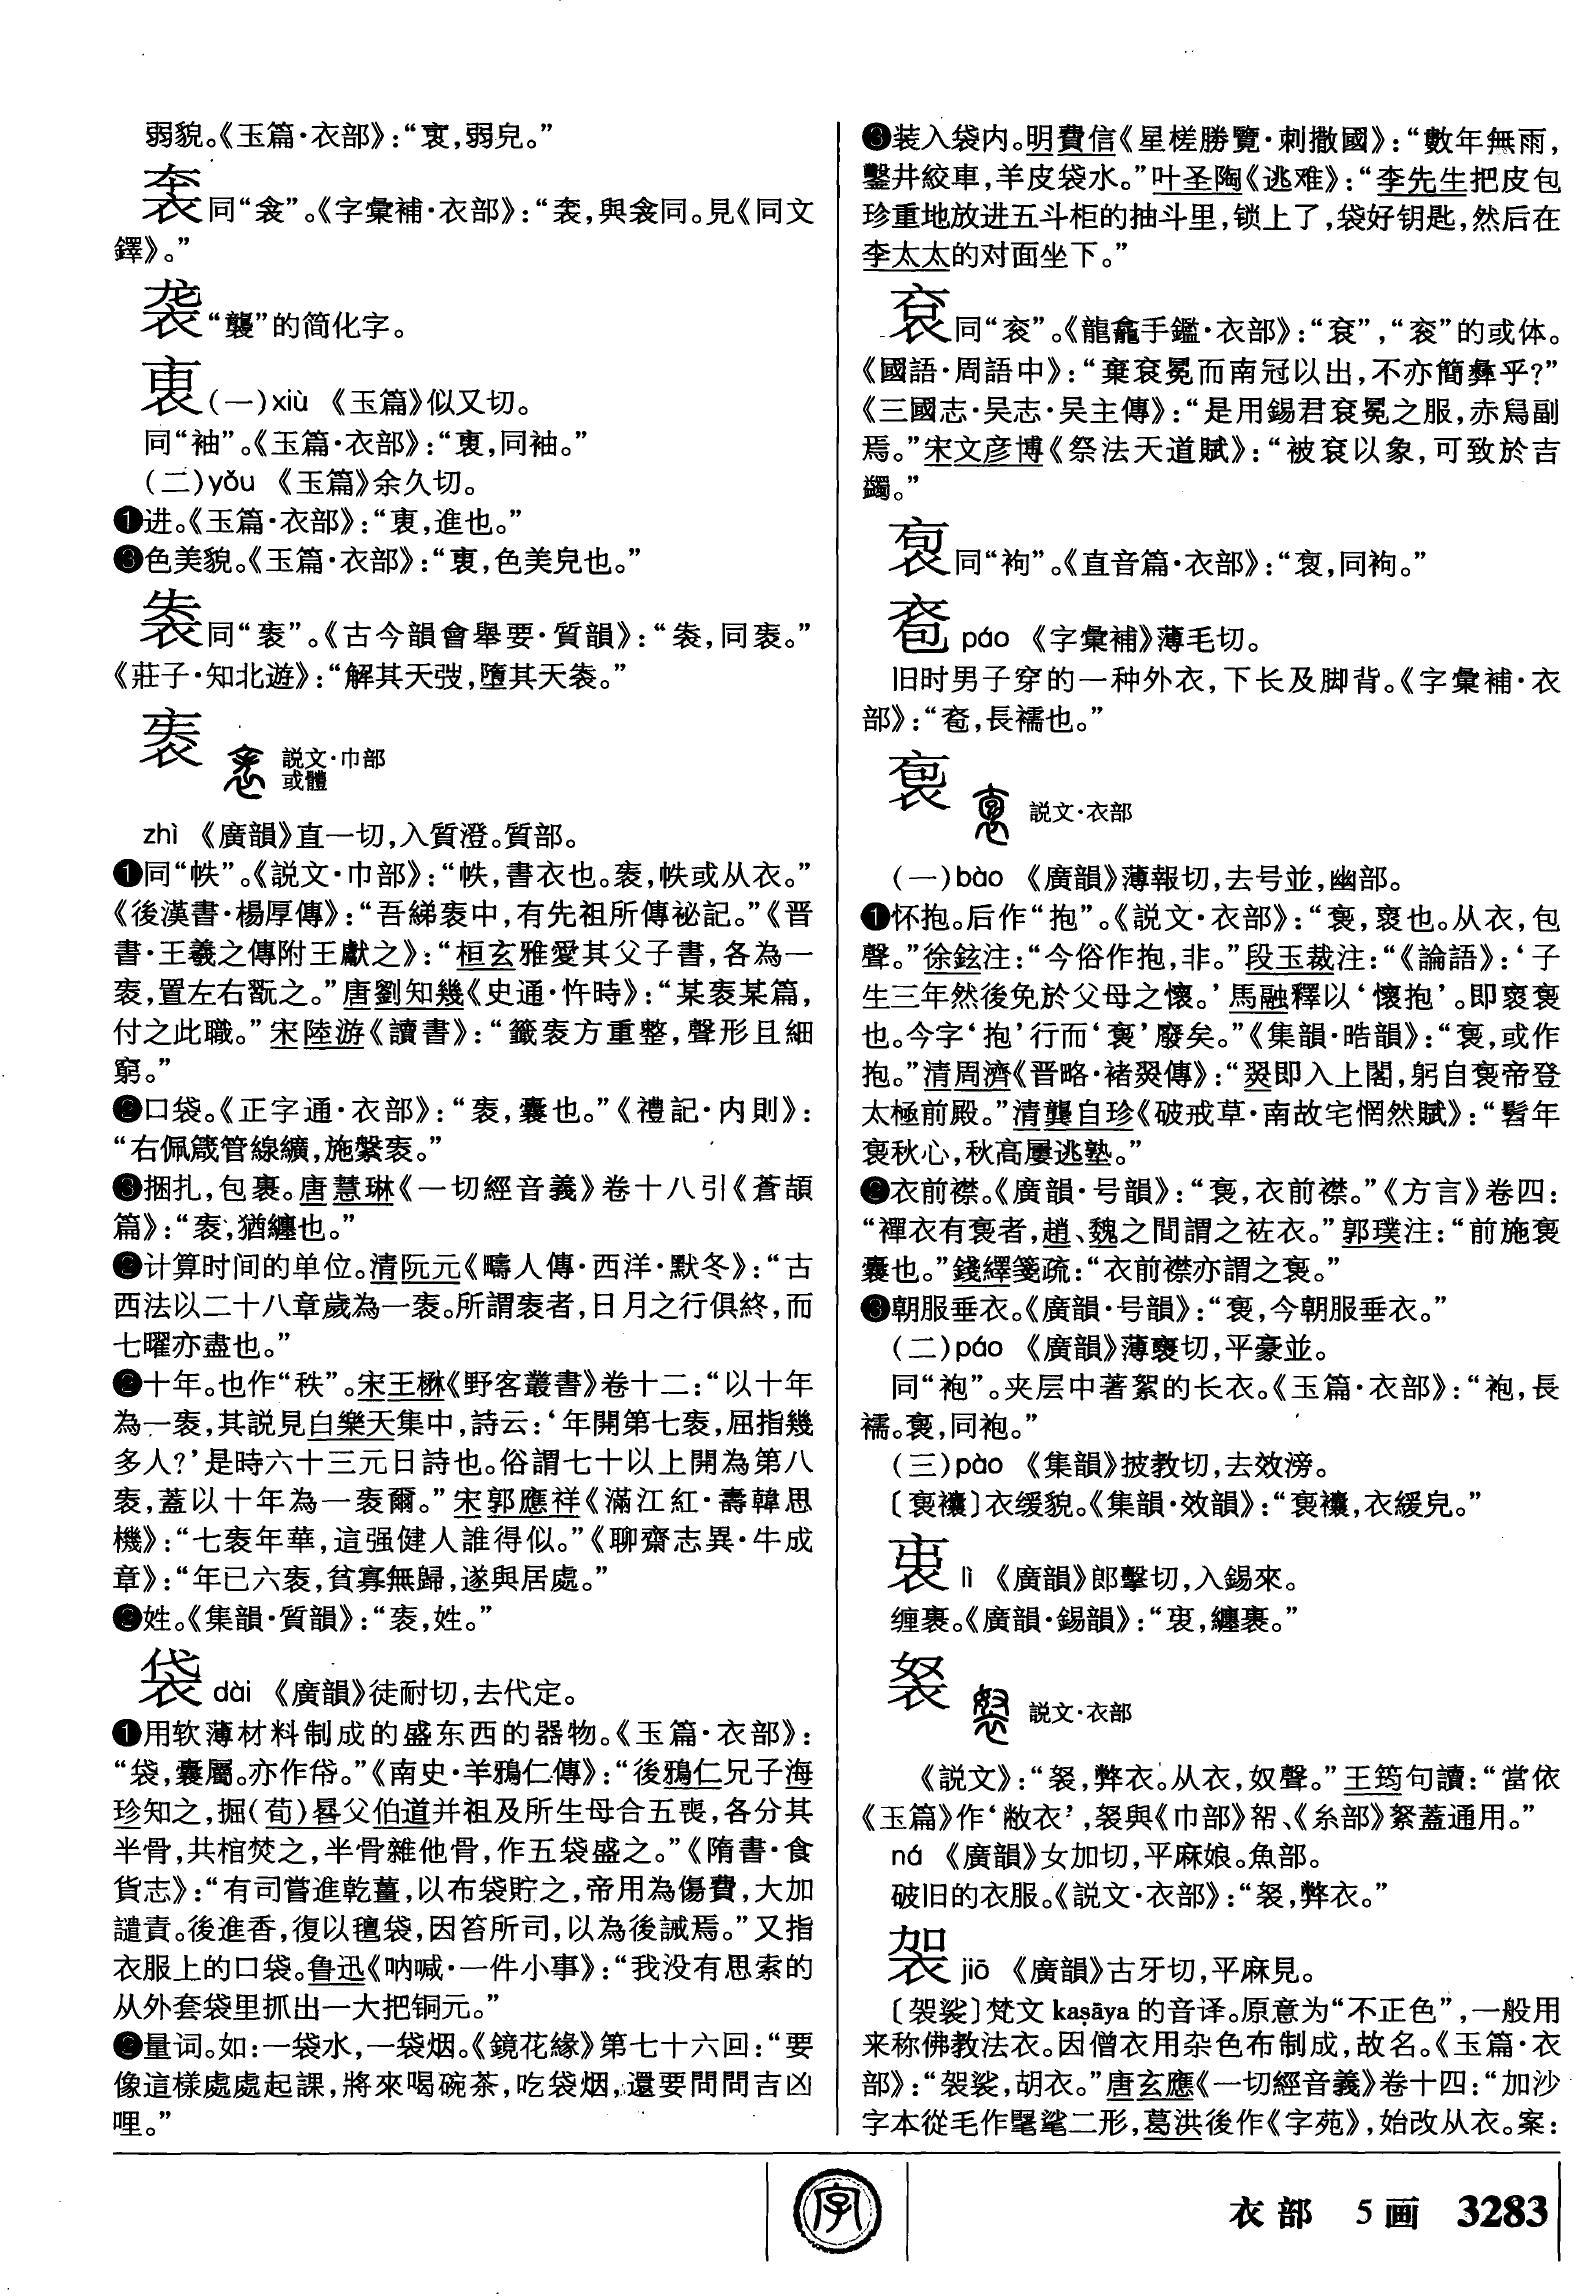 弱貌。《玉篇·衣部》：“𧙏，弱皃。”
同“衾”。《字彙補·衣部》：“，與衾同。見《同文
鐸》。”
袭“襲”的简化字。
𧙏(一)xiù 《玉篇》似又切。
同“袖”。《玉篇·衣部》：“，同袖。”
(二)yǒu 《玉篇》余久切。
❶进。《玉篇·衣部》：“，進也。”
❸色美貌。《玉篇·衣部》：“，色美皃也。”
袠同“袠”。《古今韻會舉要·質韻》：“，同袠。”
《莊子·知北遊》：“解其天弢，墮其天袠。”
袠 説文·巾部
或體
zhì 《廣韻》直一切，入質澄。質部。
❶同“帙”。《説文·巾部》：“帙，書衣也。袠，帙或从衣。”
《後漢書·楊厚傳》：“吾綈袠中，有先祖所傳祕記。”《晋
書·王羲之傳附王獻之》：“桓玄雅愛其父子書，各為一
袠，置左右翫之。”唐劉知幾《史通·忤時》：“某袠某篇，
付之此職。”宋陸游《讀書》：“籤袠方重整，聲形且細
窮。”
❷口袋。《正字通·衣部》：“袠，囊也。”《禮記·内則》：
“右佩箴管線纊，施縏袠。”
❸捆扎，包裹。唐慧琳《一切經音義》卷十八引《蒼頡
篇》：“袠，猶纏也。”
❷计算时间的单位。清阮元《疇人傳·西洋·默冬》：“古
西法以二十八章歲為一袠。所謂袠者，日月之行俱終，而
七曜亦盡也。”
❷十年。也作“秩”。宋王楙《野客叢書》卷十二：“以十年
為一袠，其説見白樂天集中，詩云：‘年開第七袠，屈指幾
多人？’是時六十三元日詩也。俗謂七十以上開為第八
袠，蓋以十年為一袠爾。”宋郭應祥《滿江紅·壽韓思
機》：“七袠年華，這强健人誰得似。”《聊齋志異·牛成
章》：“年已六袠，貧寡無歸，遂與居處。”
❷姓。《集韻·質韻》：“袠，姓。”
袋 dài 《廣韻》徒耐切，去代定。
❶用软薄材料制成的盛东西的器物。《玉篇·衣部》：
“袋，囊屬。亦作帒。”《南史·羊鴉仁傳》：“後鴉仁兄子海
珍知之，掘(荀)晷父伯道并祖及所生母合五喪，各分其
半骨，共棺焚之，半骨雜他骨，作五袋盛之。”《隋書·食
貨志》：“有司嘗進乾薑，以布袋貯之，帝用為傷費，大加
譴責。後進香，復以氊袋，因笞所司，以為後誡焉。”又指
衣服上的口袋。鲁迅《呐喊·一件小事》：“我没有思索的
从外套袋里抓出一大把铜元。”
❷量词。如：一袋水，一袋烟。《鏡花緣》第七十六回：“要
像這樣處處起課，將來喝碗茶，吃袋烟，還要問問吉凶
哩。”
❸装入袋内。明費信《星槎勝覽·刺撒國》：“數年無雨，
鑿井絞車，羊皮袋水。”叶圣陶《逃难》：“李先生把皮包
珍重地放进五斗柜的抽斗里，锁上了，袋好钥匙，然后在
李太太的对面坐下。”
袞同“衮”。《龍龕手鑑·衣部》：“袞”，“衮”的或体。
《國語·周語中》：“棄袞冕而南冠以出，不亦簡彝乎？”
《三國志·吴志·吴主傳》：“是用錫君袞冕之服，赤舄副
焉。”宋文彦博《祭法天道賦》：“被袞以象，可致於吉
蠲。”
同“袧”。《直音篇·衣部》：“，同袧。”
páo 《字彙補》薄毛切。
旧时男子穿的一种外衣，下长及脚背。《字彙補·衣
部》：“，長襦也。”
袌 説文·衣部
(一)bào 《廣韻》薄報切，去号並，幽部。
❶怀抱。后作“抱”。《説文·衣部》：“袌，褱也。从衣，包
聲。”徐鉉注：“今俗作抱，非。”段玉裁注：“《論語》：‘子
生三年然後免於父母之懷。’馬融釋以‘懷抱’。即褱袌
也。今字‘抱’行而‘袌’廢矣。”《集韻·晧韻》：“袌，或作
抱。”清周濟《晋略·褚翜傳》：“翜即入上閣，躬自袌帝登
太極前殿。”清龔自珍《破戒草·南故宅惘然賦》：“髫年
袌秋心，秋高屢逃塾。”
❷衣前襟。《廣韻·号韻》：“袌，衣前襟。”《方言》卷四：
“襌衣有袌者，趙、魏之間謂之袏衣。”郭璞注：“前施袌
囊也。”錢繹箋疏：“衣前襟亦謂之袌。”
❸朝服垂衣。《廣韻·号韻》：“袌，今朝服垂衣。”
(二)páo 《廣韻》薄襃切，平豪並。
同“袍”。夹层中著絮的长衣。《玉篇·衣部》：“袍，長
襦。袌，同袍。”
(三)pào 《集韻》披教切，去效滂。
〔袌〕衣缓貌。《集韻·效韻》：“袌，衣緩皃。”
lì 《廣韻》郎擊切，入錫來。
缠裹。《廣韻·錫韻》：“，纏裹。”
袈 説文·衣部
《説文》：“，弊衣。从衣，奴聲。”王筠句讀：“當依
《玉篇》作‘敝衣’，與《巾部》帤、《糸部》絮蓋通用。”
ná 《廣韻》女加切，平麻娘。魚部。
破旧的衣服。《説文·衣部》：“，弊衣。”
袈 jiā 《廣韻》古牙切，平麻見。
〔袈裟〕梵文 kaṣāya 的音译。原意为“不正色”，一般用
来称佛教法衣。因僧衣用杂色布制成，故名。《玉篇·衣
部》：“袈裟，胡衣。”唐玄應《一切經音義》卷十四：“加沙
字本從毛作毠㲚二形，葛洪後作《字苑》，始改从衣。案：
字
衣部 5画 3283